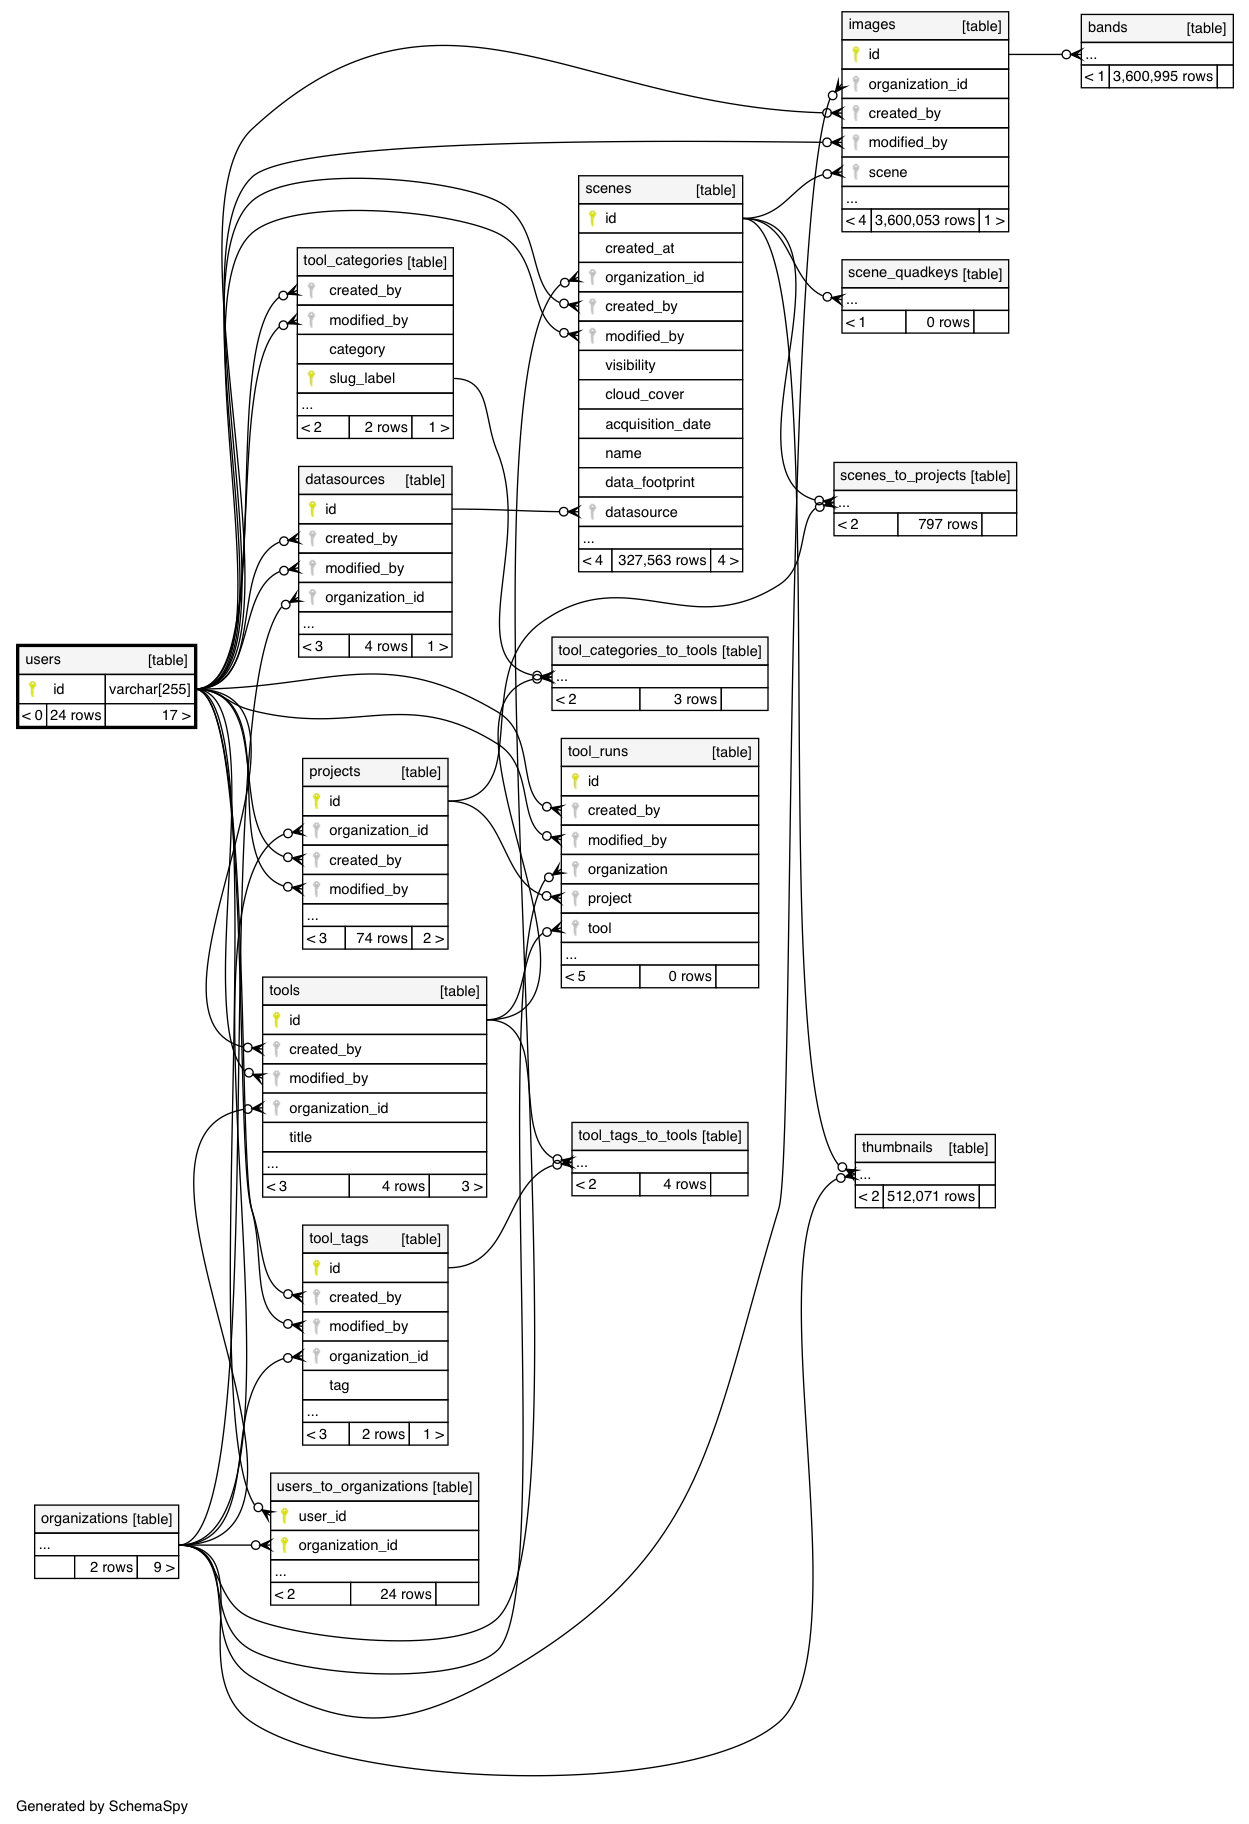 images [table]
id
organization_id
created_by
modified_by
scene
...
< 4 3,600,053 rows 1 >
bands [table]
...
< 1 3,600,995 rows
scenes [table]
id
created_at
organization_id
created_by
modified_by
visibility
cloud_cover
acquisition_date
name
data_footprint
datasource
...
< 4 327,563 rows 4 >
tool_categories [table]
created_by
modified_by
category
slug_label
...
< 2 2 rows 1 >
scene_quadkeys [table]
...
< 1 0 rows
datasources [table]
id
created_by
modified_by
organization_id
...
< 3 4 rows 1 >
scenes_to_projects [table]
...
< 2 797 rows
users [table]
id varchar[255]
< 0 24 rows 17 >
tool_categories_to_tools [table]
...
< 2 3 rows
tool_runs [table]
id
created_by
modified_by
organization
project
tool
...
< 5 0 rows
projects [table]
id
organization_id
created_by
modified_by
...
< 3 74 rows 2 >
tools [table]
id
created_by
modified_by
organization_id
title
...
< 3 4 rows 3 >
tool_tags_to_tools [table]
...
< 2 4 rows
thumbnails [table]
...
< 2 512,071 rows
tool_tags [table]
id
created_by
modified_by
organization_id
tag
...
< 3 2 rows 1 >
users_to_organizations [table]
user_id
organization_id
...
< 2 24 rows
organizations [table]
...
2 rows 9 >
Generated by SchemaSpy